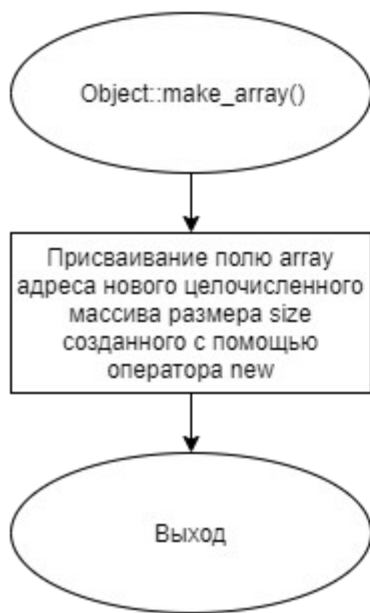 Object::make_array()
Присваивание полю array
адреса нового целочисленного
массива размера size
созданного с помощью
оператора new
Выход